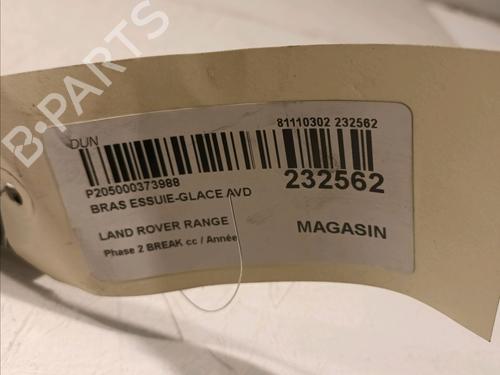 B-PARTS
DUN
81110302 232562
P205000373988
232562
BRAS ESSUIE-GLACE AVD
LAND ROVER RANGE
MAGASIN
Phase 2 BREAK cc / Année